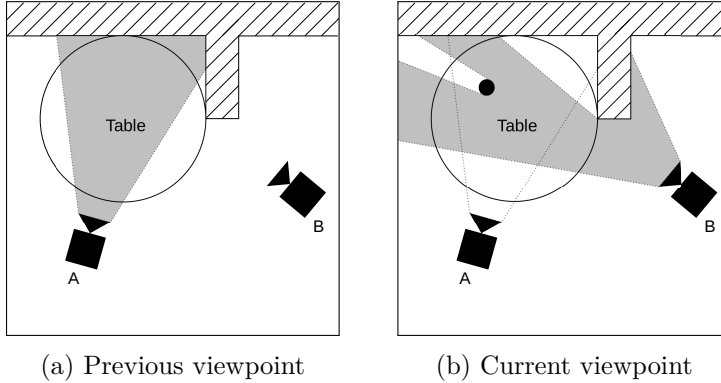 Table
B
A
(a) Previous viewpoint
Table
B
A
(b) Current viewpoint